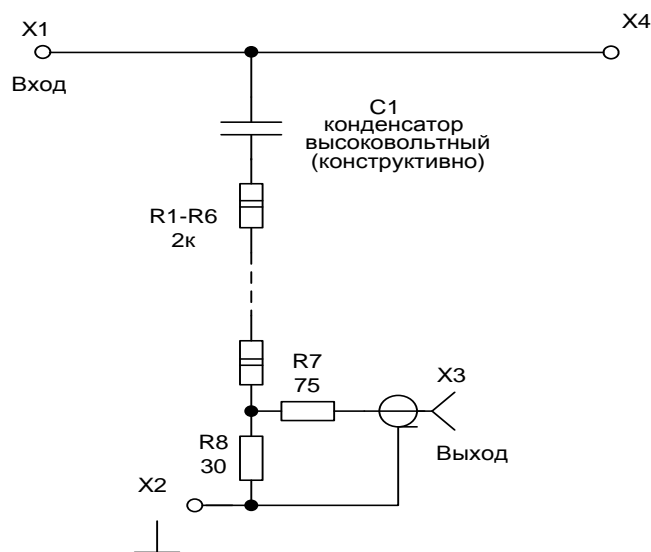 X1
X4
Вход
C1
конденсатор
высоковольтный
(конструктивно)
R1-R6
2к
R7
75
X3
R8
30
Выход
X2